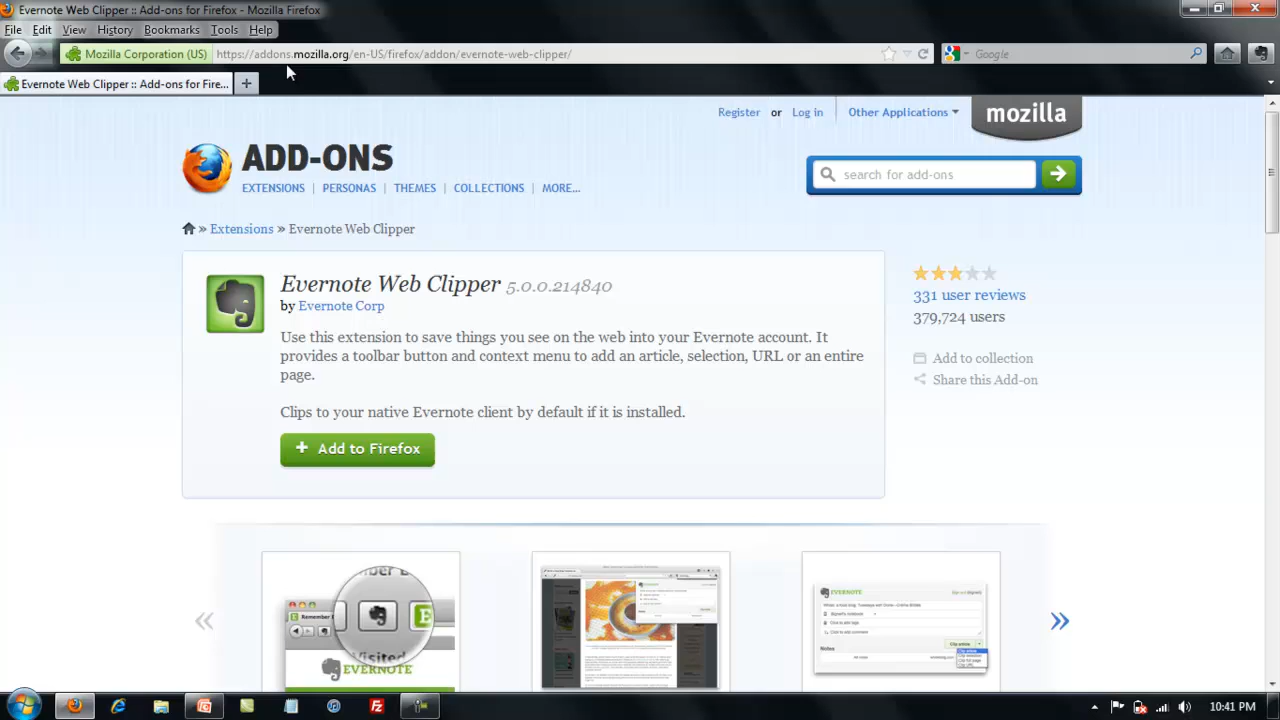 Evernote Web Clipper :: Add-ons for Firefox - Mozilla Firefox
File Edit View History Bookmarks Tools Help
Mozilla Corporation (US) https://addons.mozilla.org/en-US/firefox/addon/evernote-web-clipper/ Google
Evernote Web Clipper :: Add-ons for Fire...
Register or Log in Other Applications mozilla
ADD-ONS
EXTENSIONS | PERSONAS | THEMES | COLLECTIONS | MORE...
search for add-ons
» Extensions » Evernote Web Clipper
Evernote Web Clipper 5.0.0.214840
by Evernote Corp
Use this extension to save things you see on the web into your Evernote account. It
provides a toolbar button and context menu to add an article, selection, URL or an entire
page.
Clips to your native Evernote client by default if it is installed.
+ Add to Firefox
331 user reviews
379,724 users
Add to collection
Share this Add-on
«
»
EVERNOTE
EVERNOTE
10:41 PM